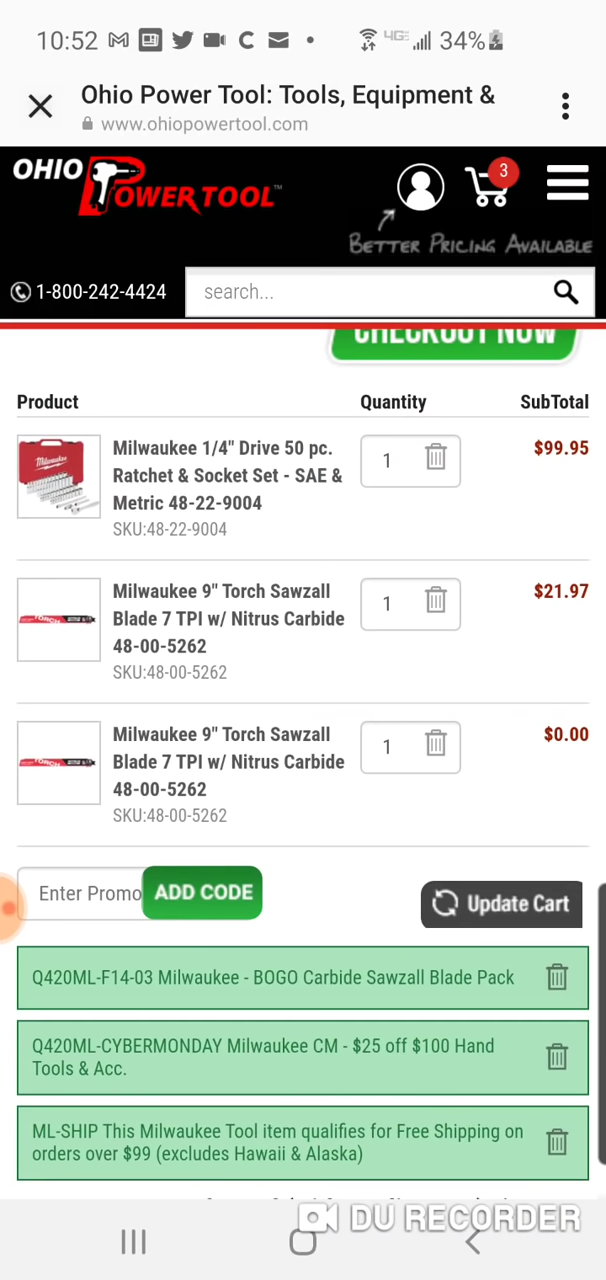 10:52 4GE 34%
Ohio Power Tool: Tools, Equipment &
www.ohiopowertool.com
OHIO POWER TOOL™
3
BETTER PRICING AVAILABLE
1-800-242-4424 search...
CHECKOUT NOW
Product Quantity SubTotal
Milwaukee 1/4" Drive 50 pc. 1 $99.95
Ratchet & Socket Set - SAE &
Metric 48-22-9004
SKU:48-22-9004
Milwaukee 9" Torch Sawzall 1 $21.97
Blade 7 TPI w/ Nitrus Carbide
48-00-5262
SKU:48-00-5262
Milwaukee 9" Torch Sawzall 1 $0.00
Blade 7 TPI w/ Nitrus Carbide
48-00-5262
SKU:48-00-5262
Enter Promo ADD CODE Update Cart
Q420ML-F14-03 Milwaukee - BOGO Carbide Sawzall Blade Pack
Q420ML-CYBERMONDAY Milwaukee CM - $25 off $100 Hand
Tools & Acc.
ML-SHIP This Milwaukee Tool item qualifies for Free Shipping on
orders over $99 (excludes Hawaii & Alaska)
DU RECORDER